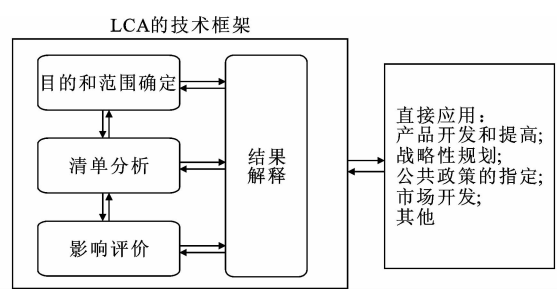 LCA的技术框架
目的和范围确定
清单分析
影响评价
结果
解释
直接应用：
产品开发和提高;
战略性规划;
公共政策的指定;
市场开发;
其他